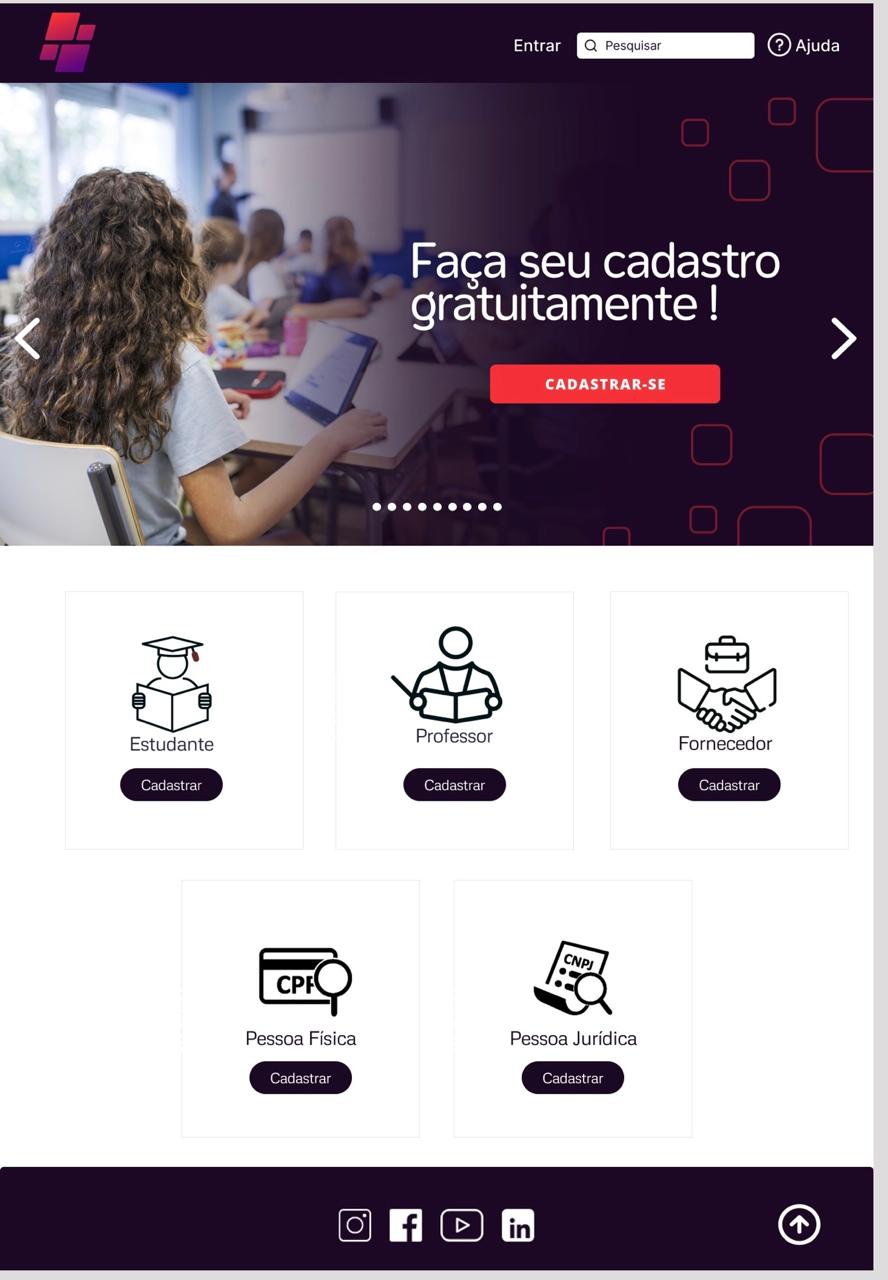 Entrar
Pesquisar
Ajuda
Faça seu cadastro
gratuitamente !
CADASTRAR-SE
Estudante
Cadastrar
Professor
Cadastrar
Fornecedor
Cadastrar
CPF
Pessoa Física
Cadastrar
CNPJ
Pessoa Jurídica
Cadastrar